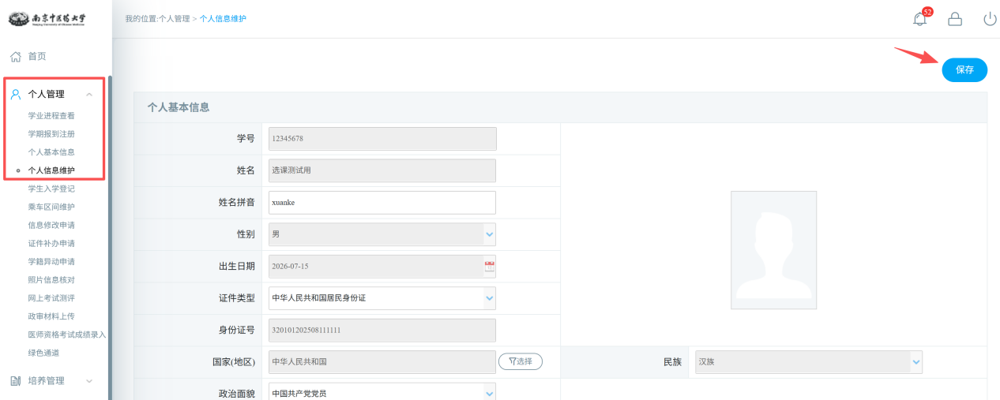 南京中医药大学
Nanjing University of Chinese Medicine
我的位置:个人管理 > 个人信息维护
52
首页
保存
个人管理
学业进程查看
学期报到注册
个人基本信息
个人信息维护
学生入学登记
乘车区间维护
信息修改申请
证件补办申请
学籍异动申请
照片信息核对
网上考试测评
政审材料上传
医师资格考试成绩录入
绿色通道
培养管理
个人基本信息
学号 12345678
姓名 选课测试用
姓名拼音 xuanke
性别 男
出生日期 2026-07-15
证件类型 中华人民共和国居民身份证
身份证号 320101202508111111
国家(地区) 中华人民共和国 选择 民族 汉族
政治面貌 中国共产党党员